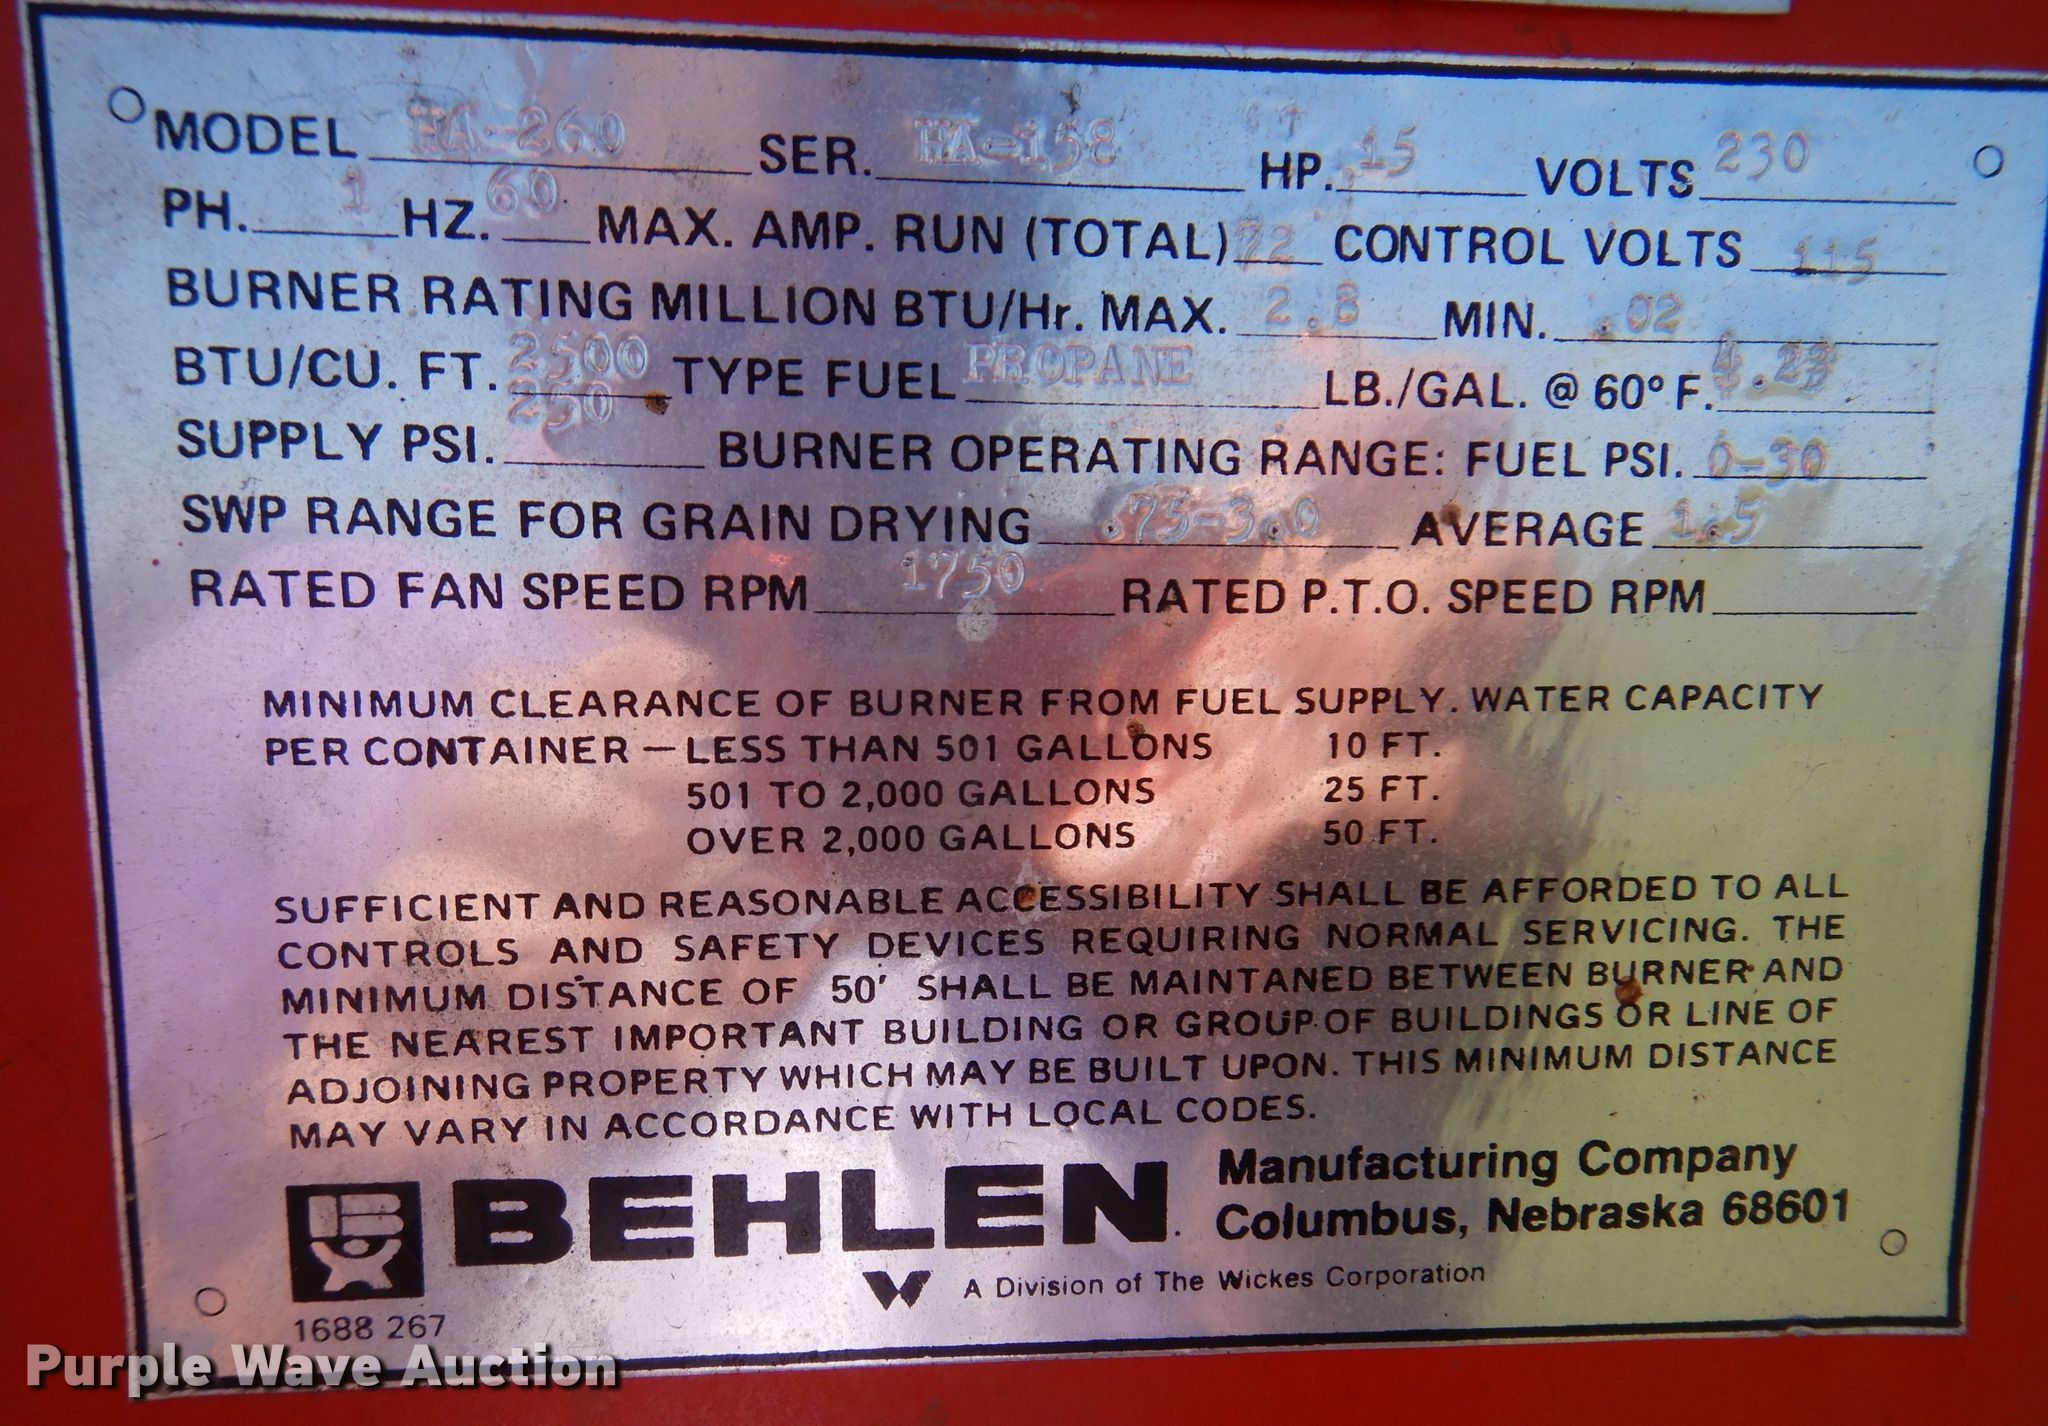 MODEL HA-260 SER. HA-158 HP. 15 VOLTS 230
PH. 1 HZ. 60 MAX. AMP. RUN (TOTAL) 72 CONTROL VOLTS 115
BURNER RATING MILLION BTU/Hr. MAX. 2.8 MIN. .02
BTU/CU. FT. 2500 TYPE FUEL PROPANE LB./GAL. @ 60° F. 4.23
SUPPLY PSI. 250 BURNER OPERATING RANGE: FUEL PSI. 0-30
SWP RANGE FOR GRAIN DRYING .75-3.0 AVERAGE 1.5
RATED FAN SPEED RPM 1750 RATED P.T.O. SPEED RPM
MINIMUM CLEARANCE OF BURNER FROM FUEL SUPPLY. WATER CAPACITY
PER CONTAINER — LESS THAN 501 GALLONS 10 FT.
501 TO 2,000 GALLONS 25 FT.
OVER 2,000 GALLONS 50 FT.
SUFFICIENT AND REASONABLE ACCESSIBILITY SHALL BE AFFORDED TO ALL
CONTROLS AND SAFETY DEVICES REQUIRING NORMAL SERVICING. THE
MINIMUM DISTANCE OF 50' SHALL BE MAINTANED BETWEEN BURNER AND
THE NEAREST IMPORTANT BUILDING OR GROUP OF BUILDINGS OR LINE OF
ADJOINING PROPERTY WHICH MAY BE BUILT UPON. THIS MINIMUM DISTANCE
MAY VARY IN ACCORDANCE WITH LOCAL CODES.
BEHLEN. Manufacturing Company
Columbus, Nebraska 68601
W A Division of The Wickes Corporation
1688 267
Purple Wave Auction